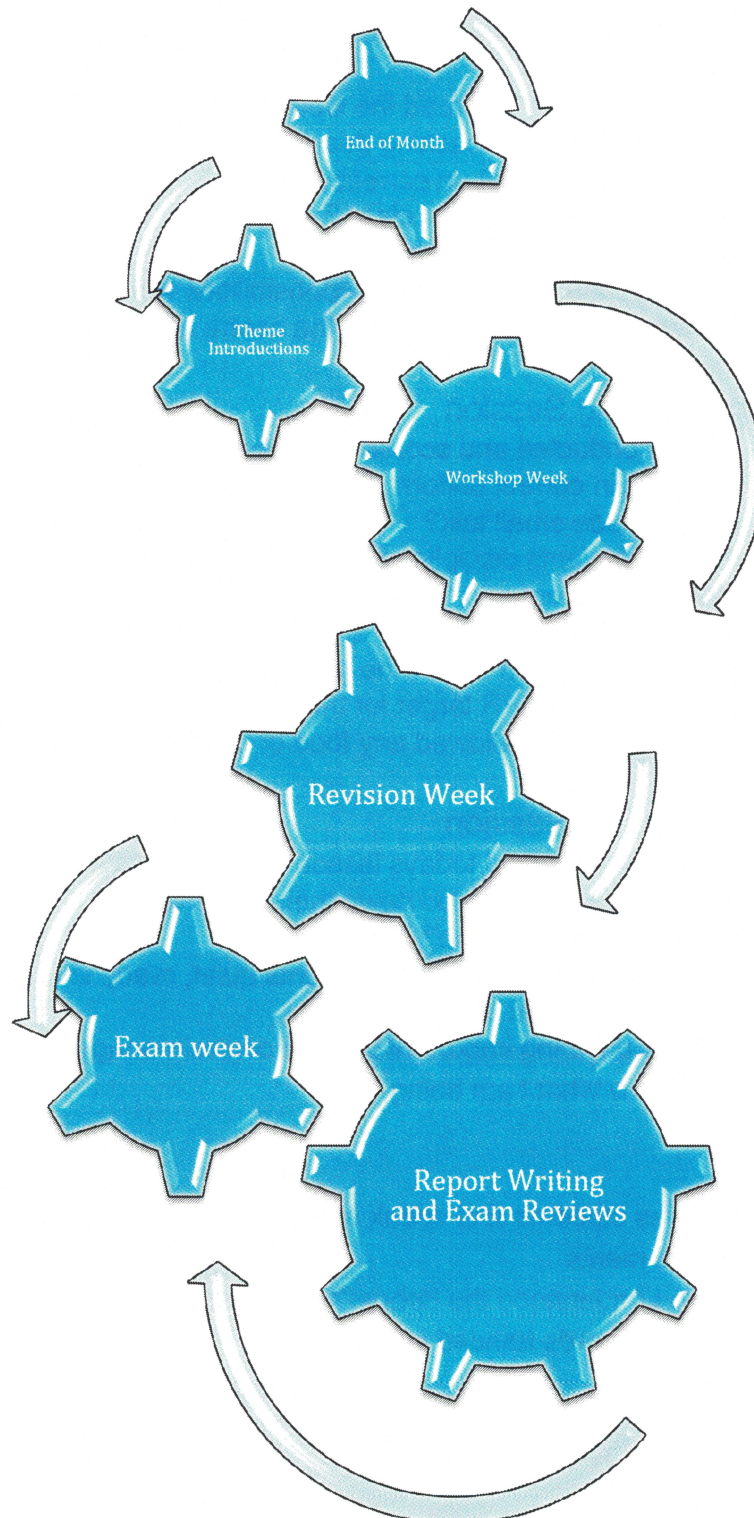 End of Month
Theme
Introductions
Workshop Week
Revision Week
Exam week
Report Writing
and Exam Reviews